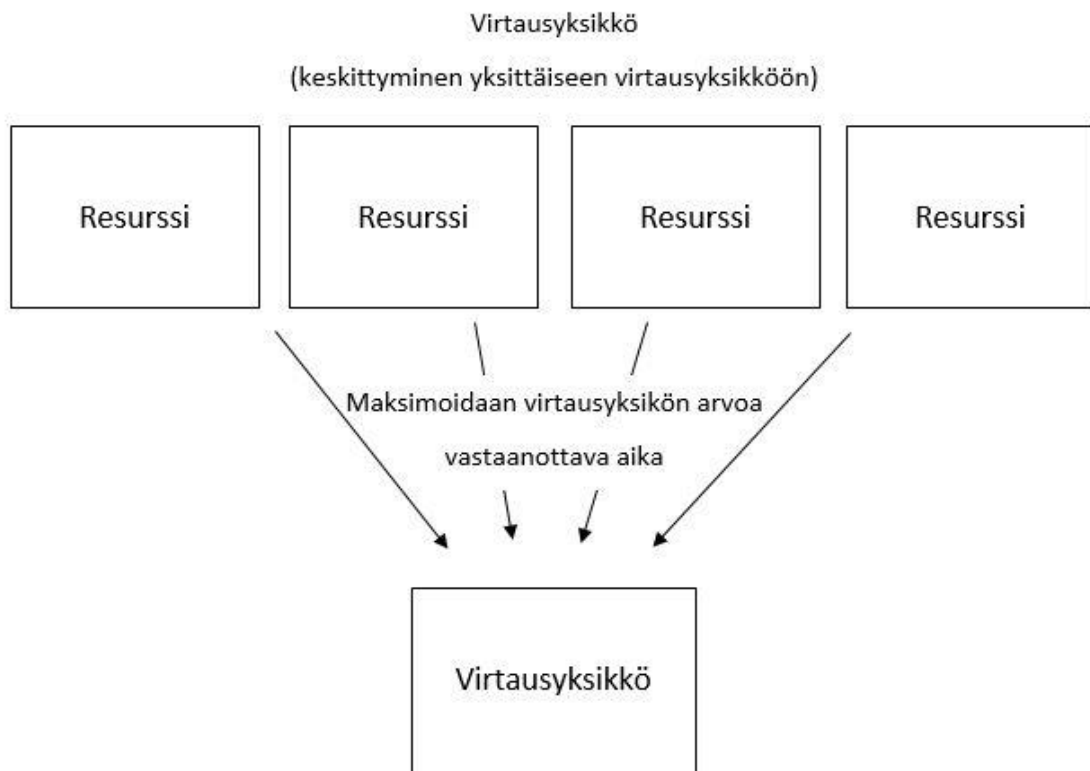 Virtausyksikkö
(keskittyminen yksittäiseen virtausyksikköön)
Resurssi
Resurssi
Resurssi
Resurssi
Maksimoidaan virtausyksikön arvoa
vastaanottava aika
Virtausyksikkö